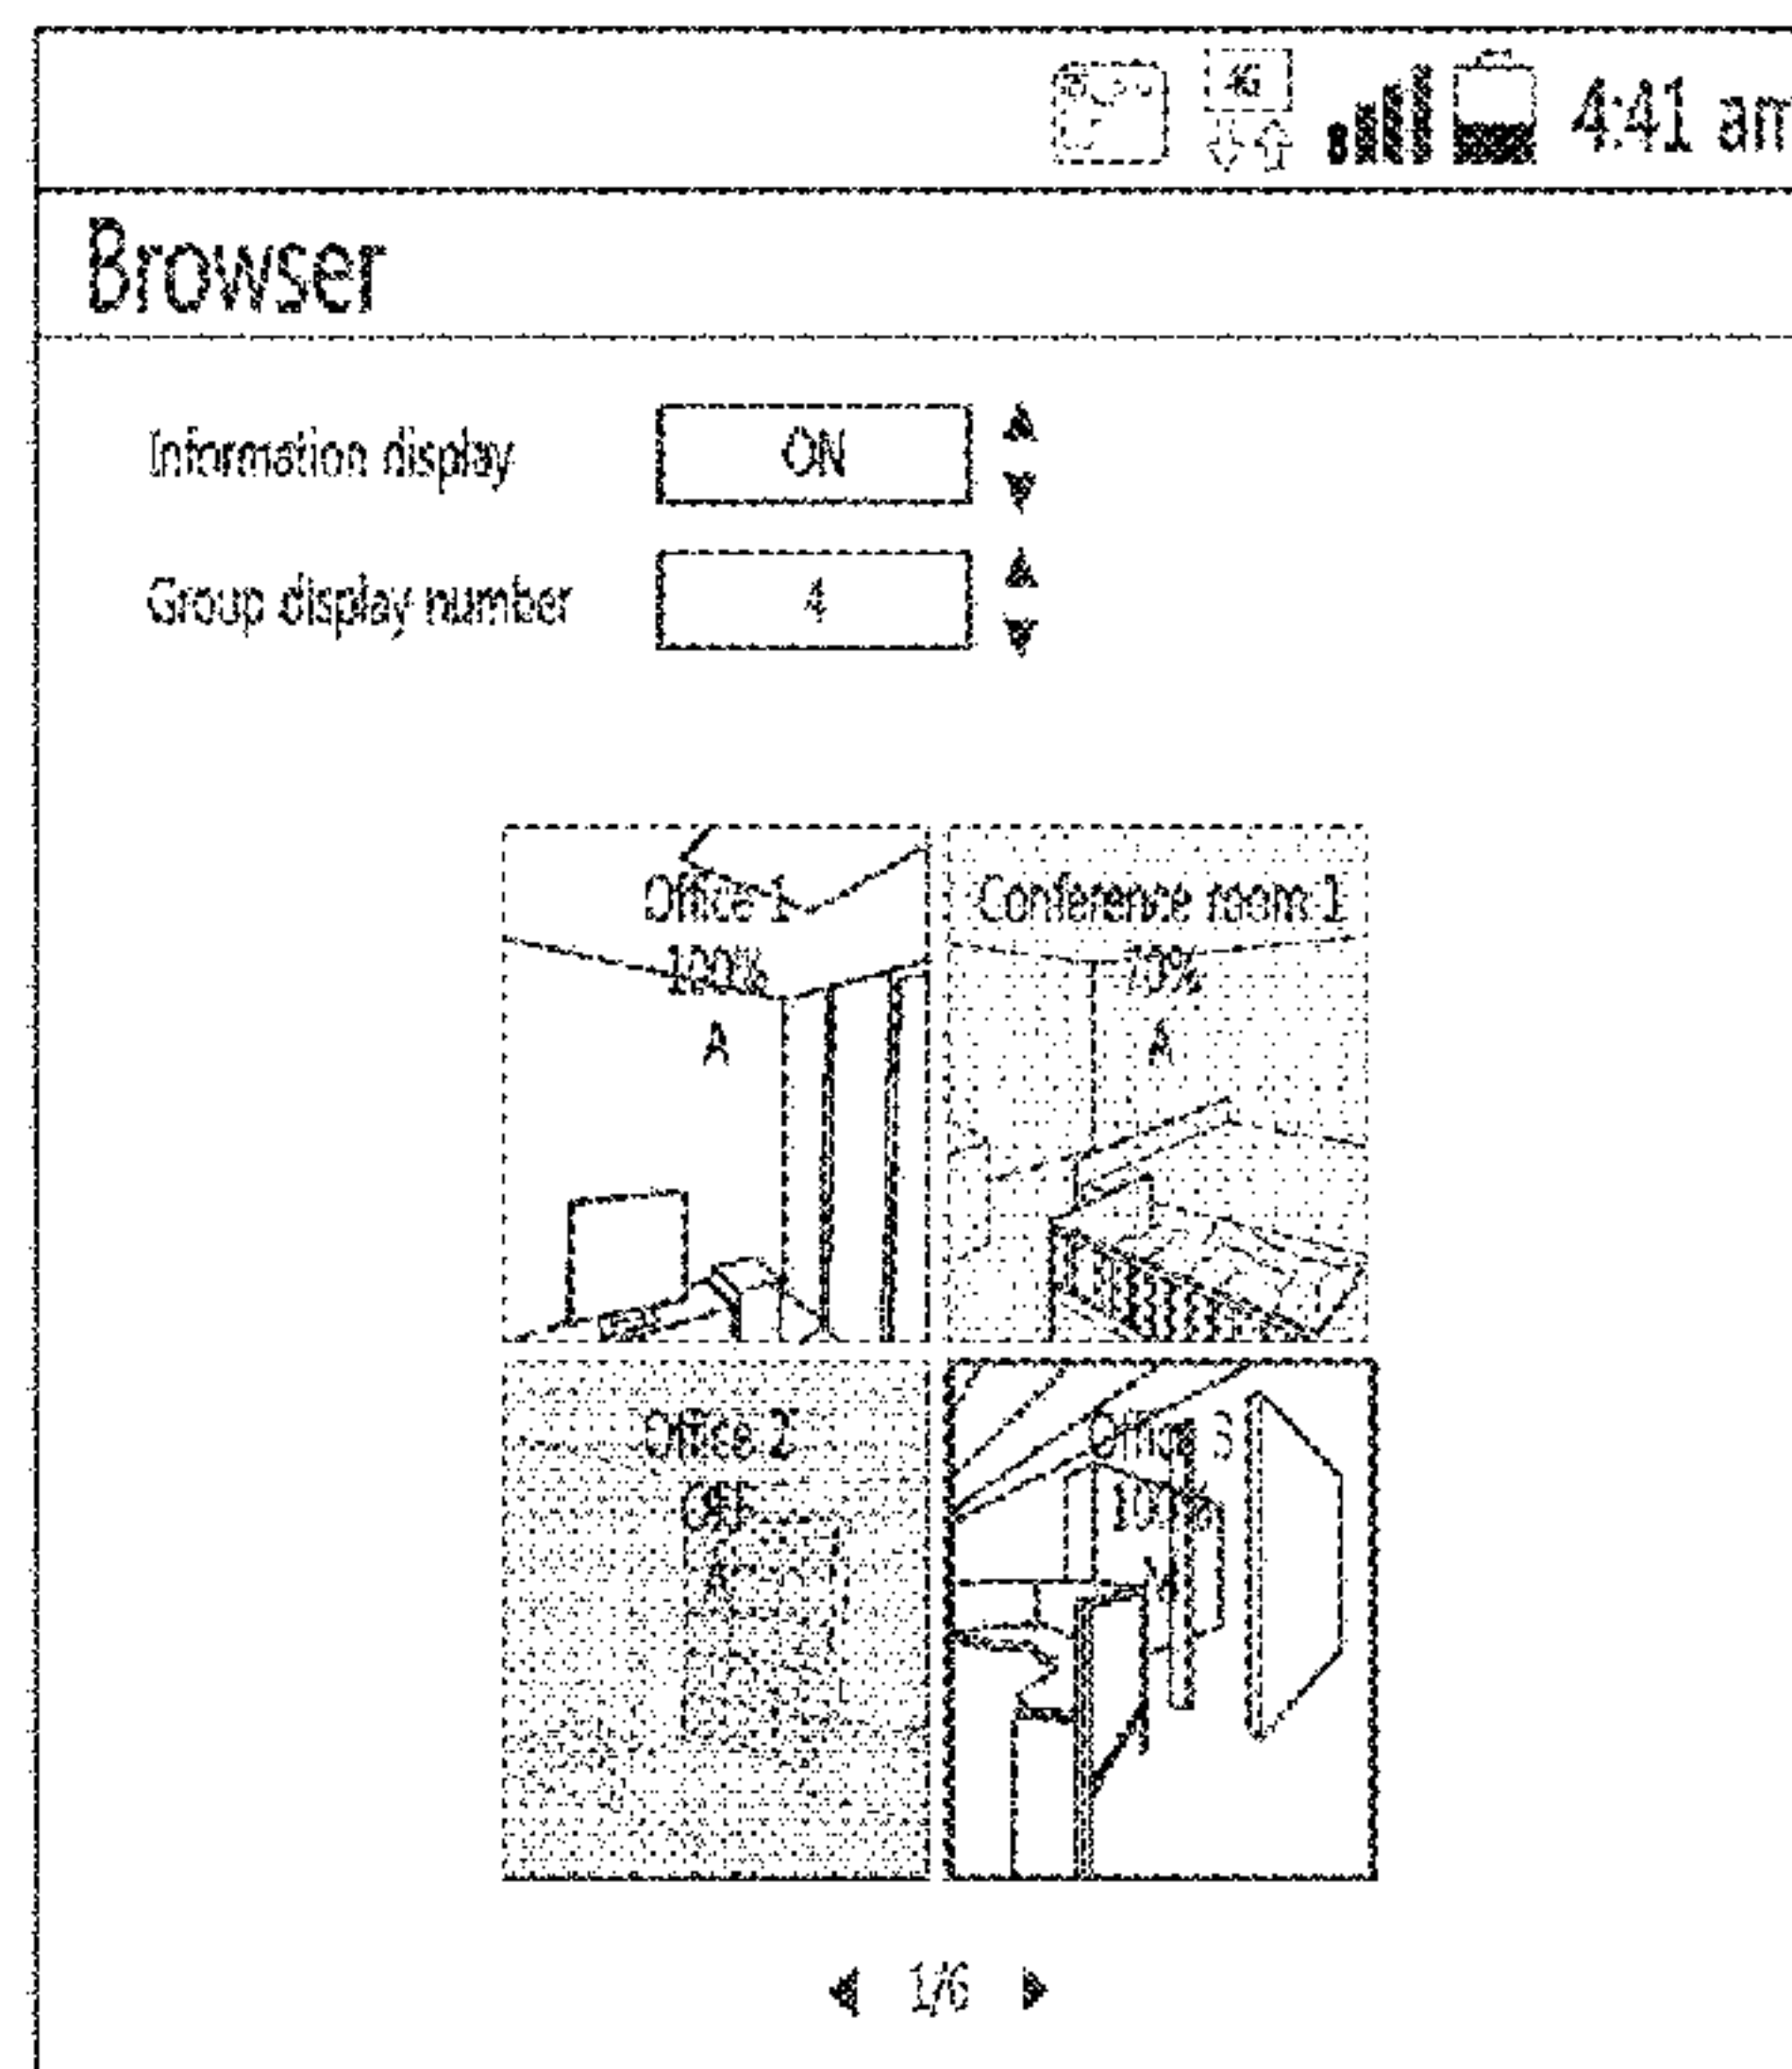 4G 4:41 am
Browser
Information display ON
Group display number 4
Office 1
100%
A
Conference room 1
70%
A
Office 2
OFF
A
Office 3
1/6